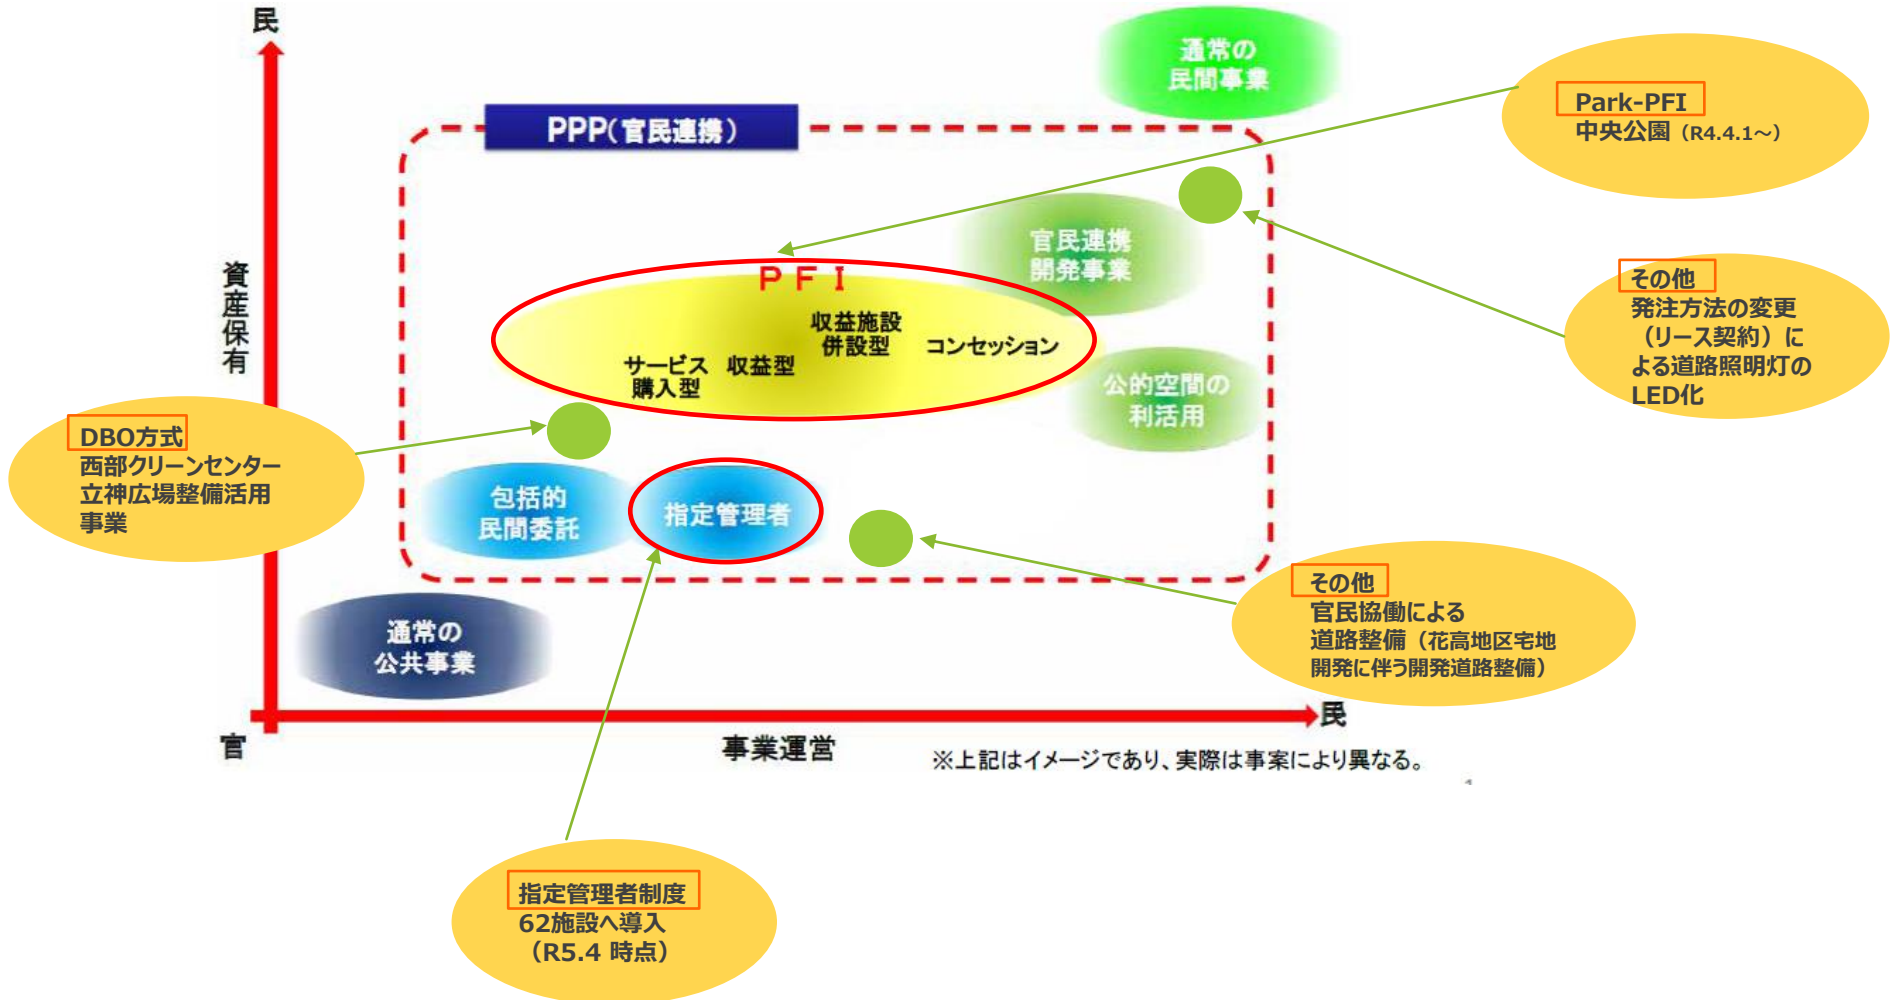 民
通常の
民間事業
Park-PFI
中央公園（R4.4.1～）
PPP（官民連携）
官民連携
開発事業
資産保有
ＰＦＩ
収益施設
併設型
コンセッション
サービス
購入型
収益型
公的空間の
利活用
その他
発注方法の変更
（リース契約）に
よる道路照明灯の
LED化
DBO方式
西部クリーンセンター
立神広場整備活用
事業
包括的
民間委託
指定管理者
その他
官民協働による
道路整備（花高地区宅地
開発に伴う開発道路整備）
通常の
公共事業
官
事業運営
民
※上記はイメージであり、実際は事案により異なる。
指定管理者制度
62施設へ導入
（R5.4 時点）